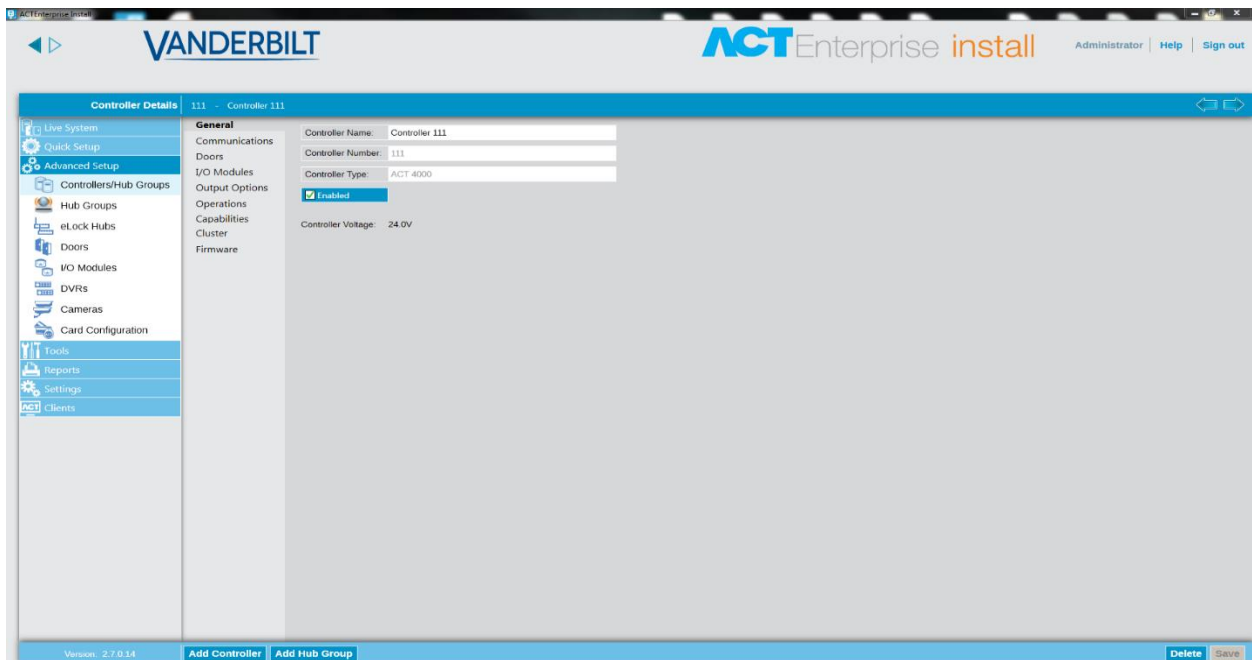 ACTEnterprise Install
VANDERBILT
ACTEnterprise install
Administrator | Help | Sign out
Controller Details
111 - Controller 111
Live System
Quick Setup
Advanced Setup
Controllers/Hub Groups
Hub Groups
eLock Hubs
Doors
I/O Modules
DVRs
Cameras
Card Configuration
Tools
Reports
Settings
ACT Clients
General
Communications
Doors
I/O Modules
Output Options
Operations
Capabilities
Cluster
Firmware
Controller Name: Controller 111
Controller Number: 111
Controller Type: ACT 4000
Enabled
Controller Voltage: 24.0V
Version: 2.7.0.14
Add Controller
Add Hub Group
Delete
Save